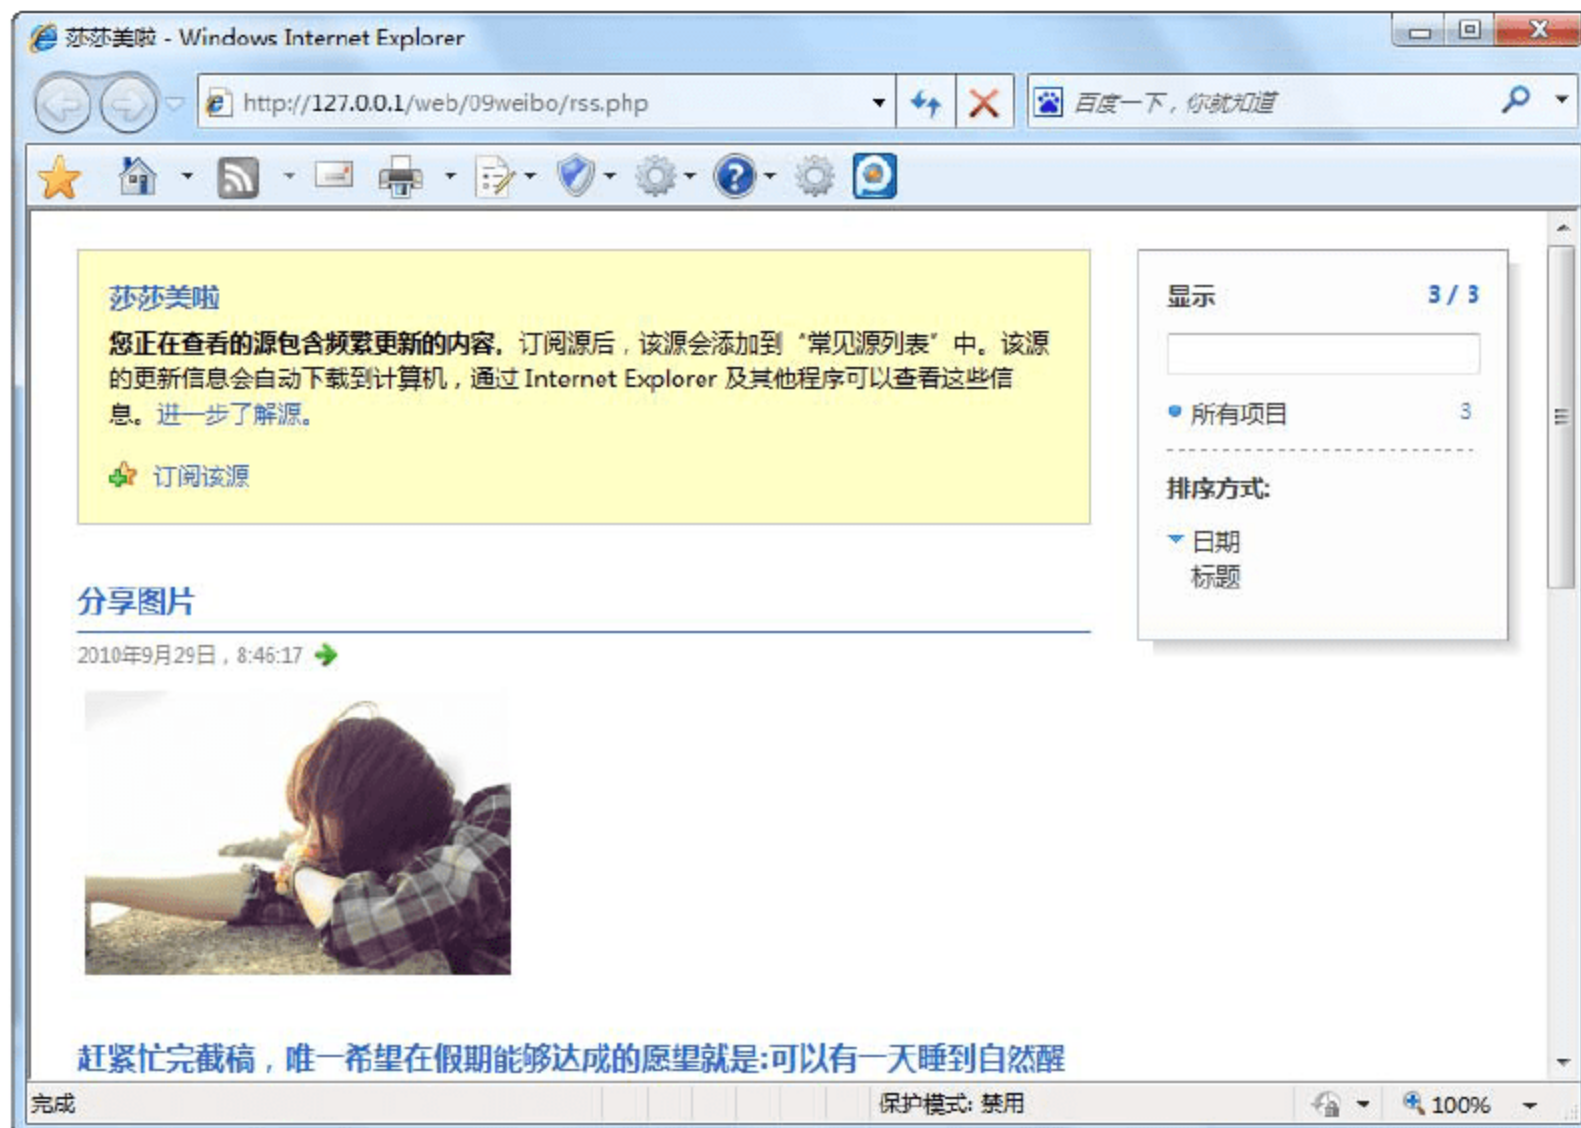 莎莎美啦 - Windows Internet Explorer
http://127.0.0.1/web/09weibo/rss.php
百度一下，你就知道
莎莎美啦
您正在查看的源包含频繁更新的内容。订阅源后，该源会添加到“常见源列表”中。该源
的更新信息会自动下载到计算机，通过 Internet Explorer 及其他程序可以查看这些信
息。进一步了解源。
订阅该源
显示 3 / 3
所有项目 3
排序方式:
日期
标题
分享图片
2010年9月29日，8:46:17
赶紧忙完截稿，唯一希望在假期能够达成的愿望就是:可以有一天睡到自然醒
完成
保护模式: 禁用
100%